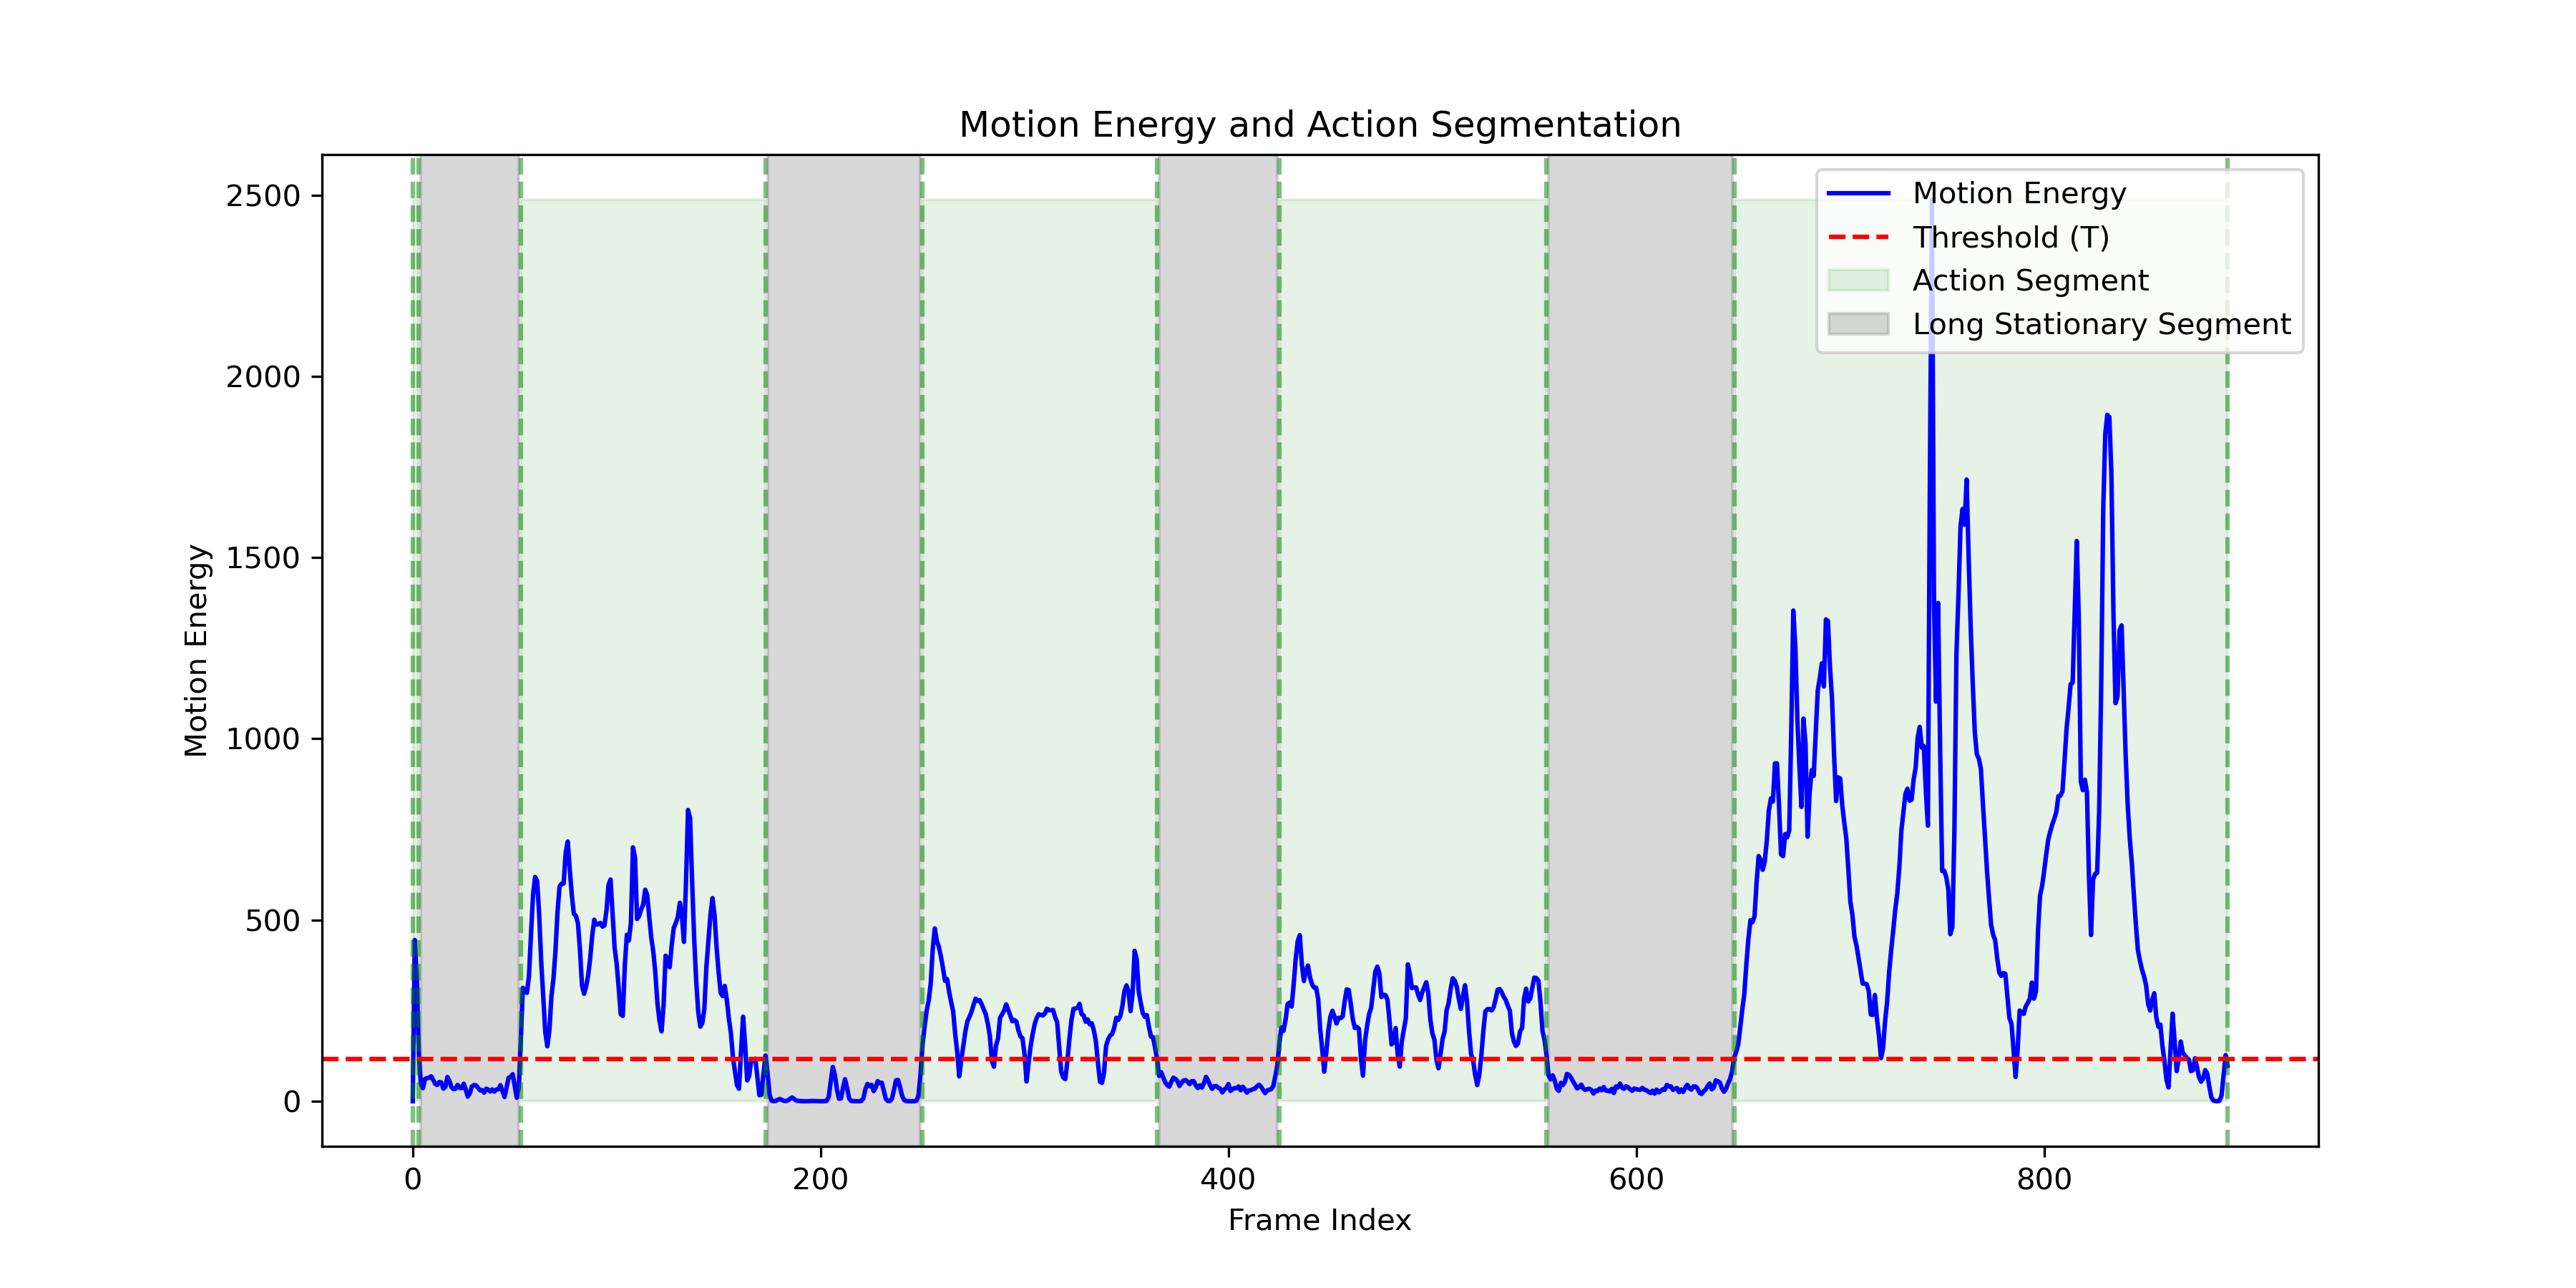 Motion Energy and Action Segmentation
Motion Energy
Threshold (T)
Action Segment
Long Stationary Segment
2500
2000
1500
1000
500
0
Motion Energy
0 200 400 600 800
Frame Index